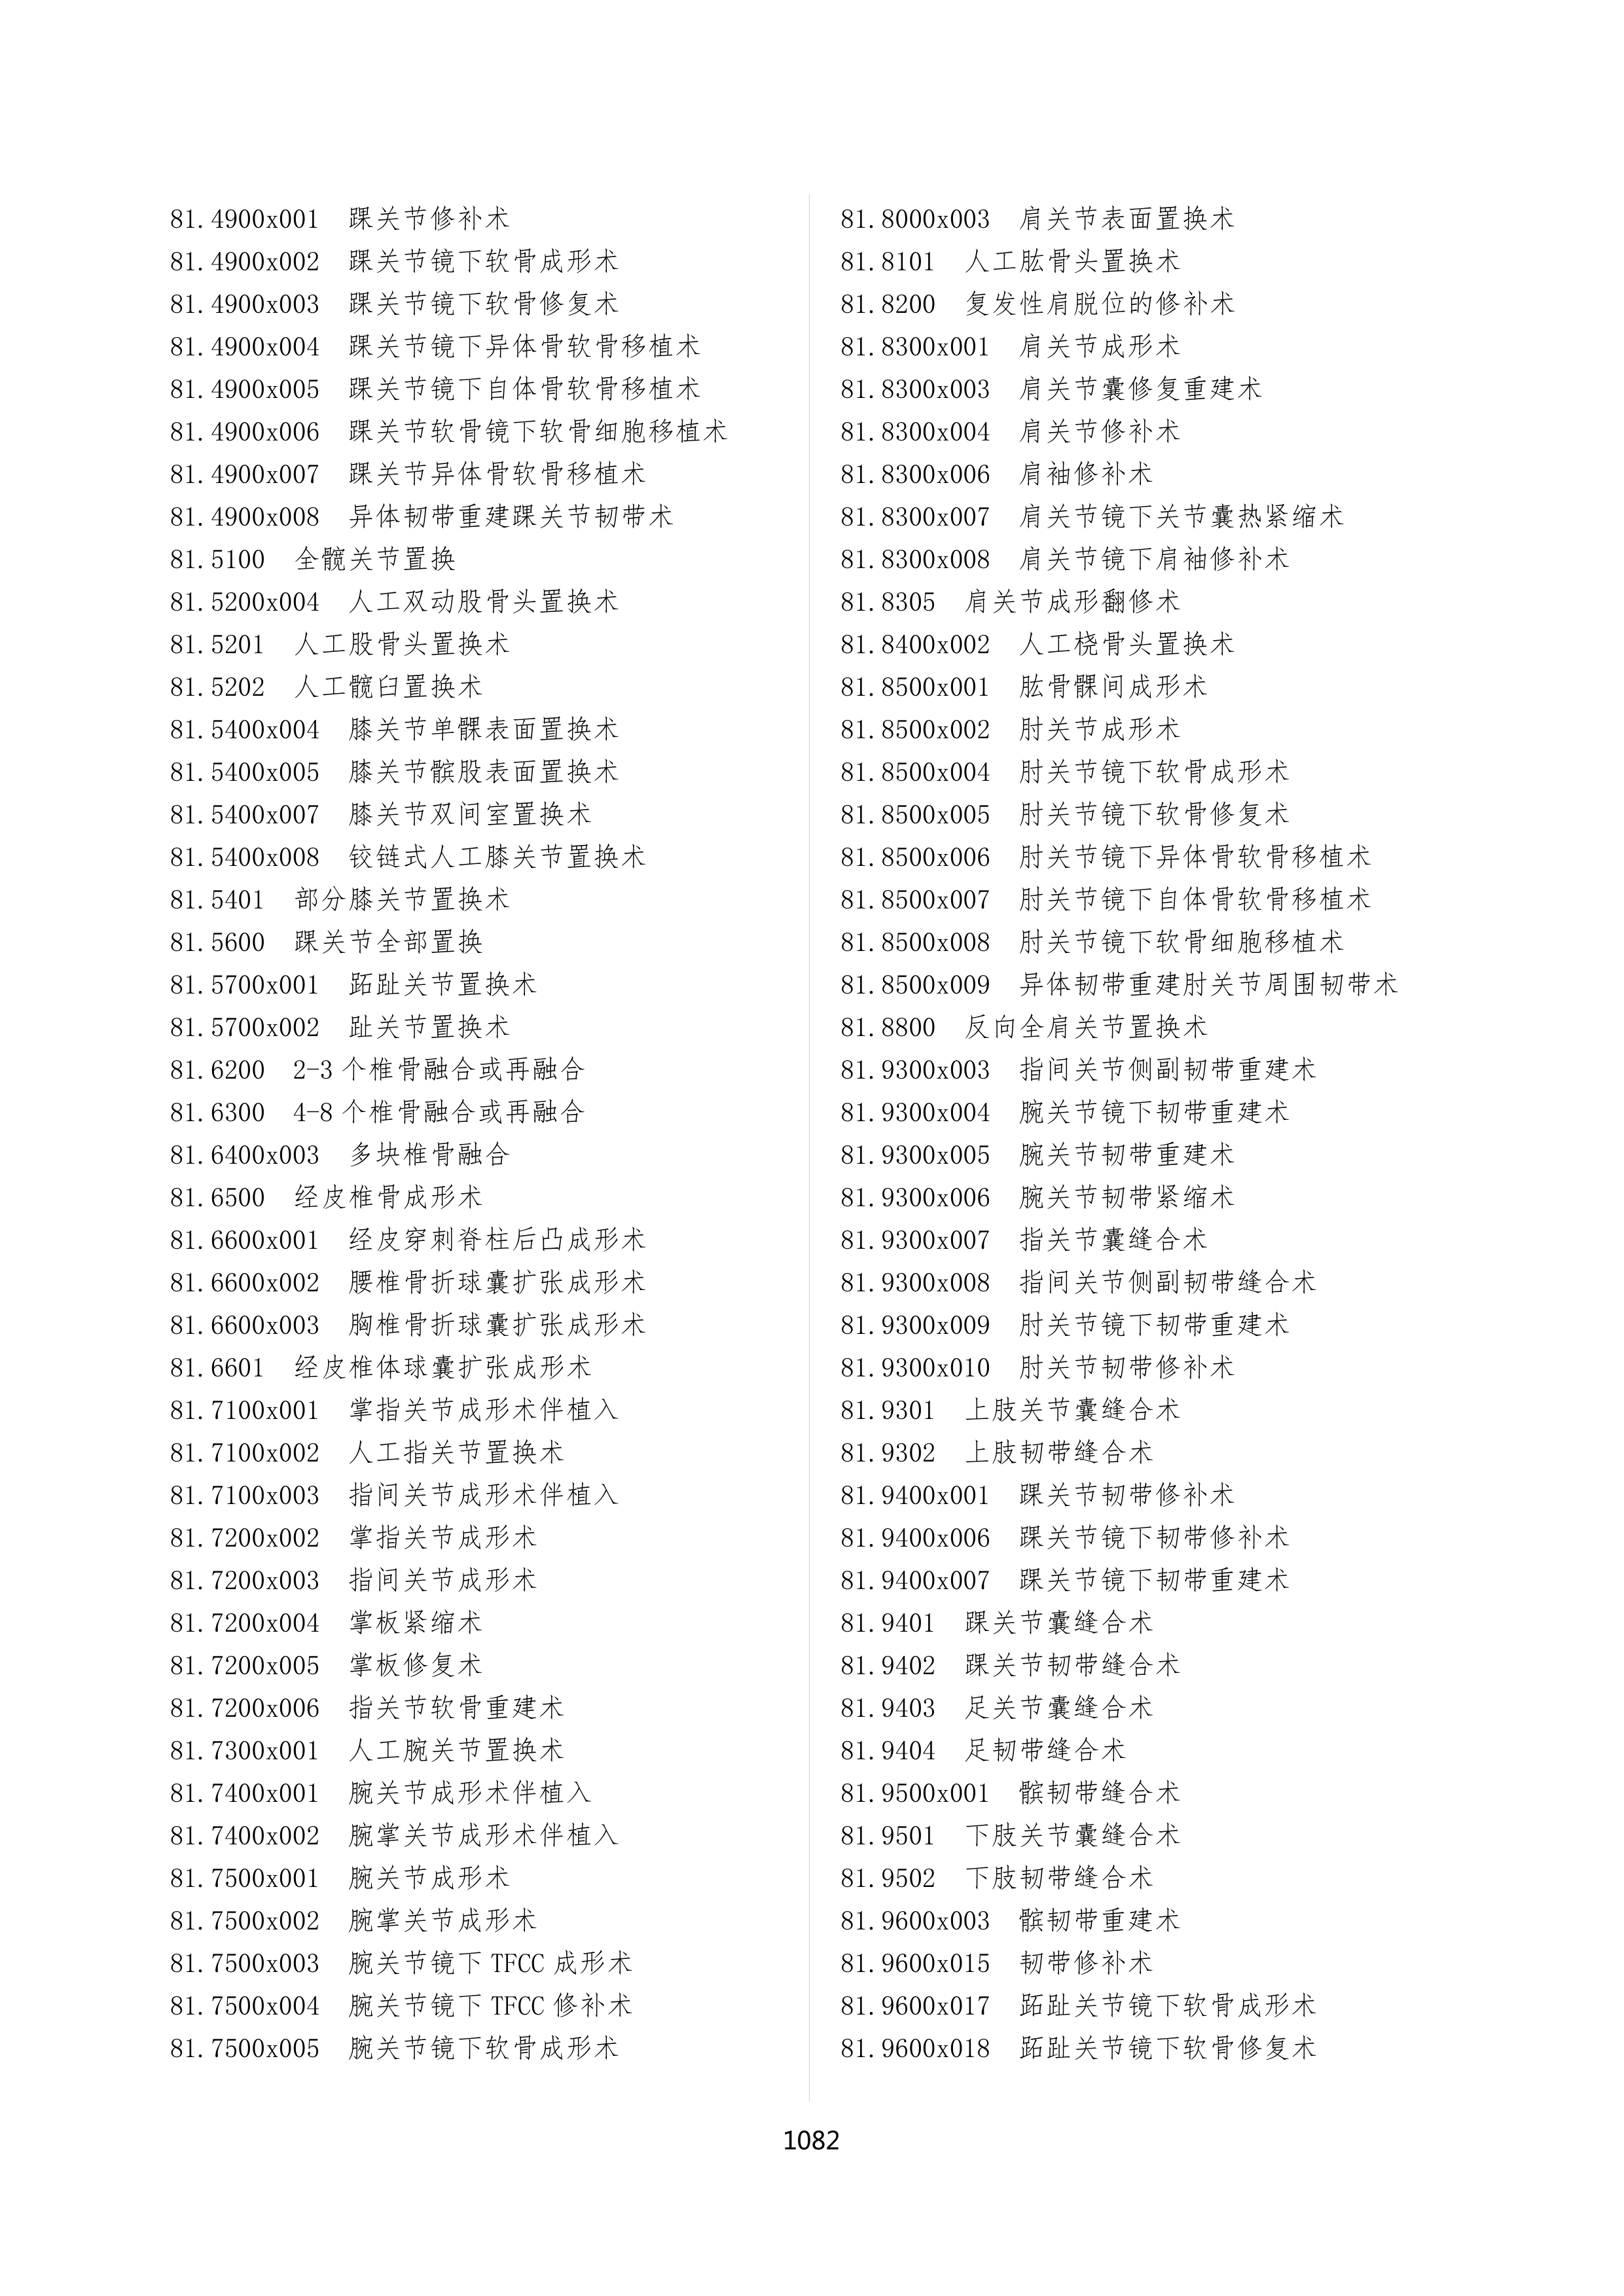 81.4900x001 踝关节修补术
81.4900x002 踝关节镜下软骨成形术
81.4900x003 踝关节镜下软骨修复术
81.4900x004 踝关节镜下异体骨软骨移植术
81.4900x005 踝关节镜下自体骨软骨移植术
81.4900x006 踝关节软骨镜下软骨细胞移植术
81.4900x007 踝关节异体骨软骨移植术
81.4900x008 异体韧带重建踝关节韧带术
81.5100 全髋关节置换
81.5200x004 人工双动股骨头置换术
81.5201 人工股骨头置换术
81.5202 人工髋臼置换术
81.5400x004 膝关节单髁表面置换术
81.5400x005 膝关节髌股表面置换术
81.5400x007 膝关节双间室置换术
81.5400x008 铰链式人工膝关节置换术
81.5401 部分膝关节置换术
81.5600 踝关节全部置换
81.5700x001 跖趾关节置换术
81.5700x002 趾关节置换术
81.6200 2-3个椎骨融合或再融合
81.6300 4-8个椎骨融合或再融合
81.6400x003 多块椎骨融合
81.6500 经皮椎骨成形术
81.6600x001 经皮穿刺脊柱后凸成形术
81.6600x002 腰椎骨折球囊扩张成形术
81.6600x003 胸椎骨折球囊扩张成形术
81.6601 经皮椎体球囊扩张成形术
81.7100x001 掌指关节成形术伴植入
81.7100x002 人工指关节置换术
81.7100x003 指间关节成形术伴植入
81.7200x002 掌指关节成形术
81.7200x003 指间关节成形术
81.7200x004 掌板紧缩术
81.7200x005 掌板修复术
81.7200x006 指关节软骨重建术
81.7300x001 人工腕关节置换术
81.7400x001 腕关节成形术伴植入
81.7400x002 腕掌关节成形术伴植入
81.7500x001 腕关节成形术
81.7500x002 腕掌关节成形术
81.7500x003 腕关节镜下TFCC成形术
81.7500x004 腕关节镜下TFCC修补术
81.7500x005 腕关节镜下软骨成形术
81.8000x003 肩关节表面置换术
81.8101 人工肱骨头置换术
81.8200 复发性肩脱位的修补术
81.8300x001 肩关节成形术
81.8300x003 肩关节囊修复重建术
81.8300x004 肩关节修补术
81.8300x006 肩袖修补术
81.8300x007 肩关节镜下关节囊热紧缩术
81.8300x008 肩关节镜下肩袖修补术
81.8305 肩关节成形翻修术
81.8400x002 人工桡骨头置换术
81.8500x001 肱骨髁间成形术
81.8500x002 肘关节成形术
81.8500x004 肘关节镜下软骨成形术
81.8500x005 肘关节镜下软骨修复术
81.8500x006 肘关节镜下异体骨软骨移植术
81.8500x007 肘关节镜下自体骨软骨移植术
81.8500x008 肘关节镜下软骨细胞移植术
81.8500x009 异体韧带重建肘关节周围韧带术
81.8800 反向全肩关节置换术
81.9300x003 指间关节侧副韧带重建术
81.9300x004 腕关节镜下韧带重建术
81.9300x005 腕关节韧带重建术
81.9300x006 腕关节韧带紧缩术
81.9300x007 指关节囊缝合术
81.9300x008 指间关节侧副韧带缝合术
81.9300x009 肘关节镜下韧带重建术
81.9300x010 肘关节韧带修补术
81.9301 上肢关节囊缝合术
81.9302 上肢韧带缝合术
81.9400x001 踝关节韧带修补术
81.9400x006 踝关节镜下韧带修补术
81.9400x007 踝关节镜下韧带重建术
81.9401 踝关节囊缝合术
81.9402 踝关节韧带缝合术
81.9403 足关节囊缝合术
81.9404 足韧带缝合术
81.9500x001 髌韧带缝合术
81.9501 下肢关节囊缝合术
81.9502 下肢韧带缝合术
81.9600x003 髌韧带重建术
81.9600x015 韧带修补术
81.9600x017 跖趾关节镜下软骨成形术
81.9600x018 跖趾关节镜下软骨修复术
1082